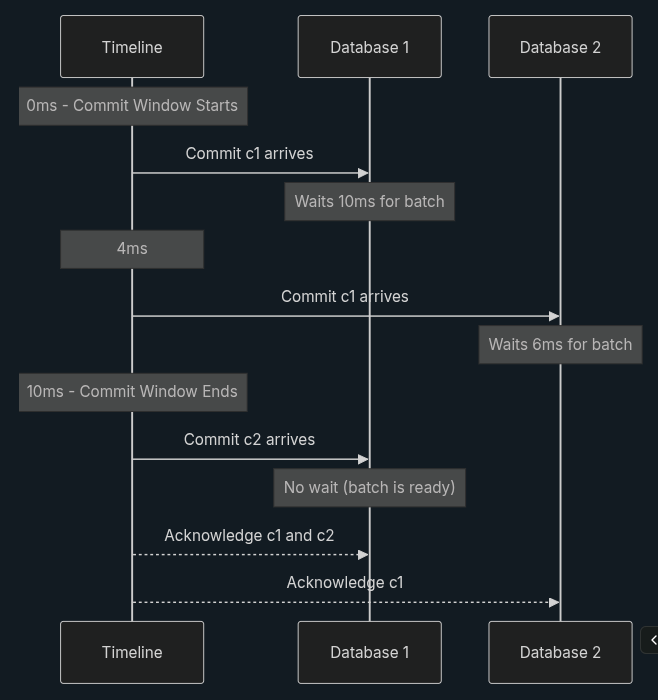 Timeline
Database 1
Database 2
0ms - Commit Window Starts
Commit c1 arrives
Waits 10ms for batch
4ms
Commit c1 arrives
Waits 6ms for batch
10ms - Commit Window Ends
Commit c2 arrives
No wait (batch is ready)
Acknowledge c1 and c2
Acknowledge c1
Timeline
Database 1
Database 2